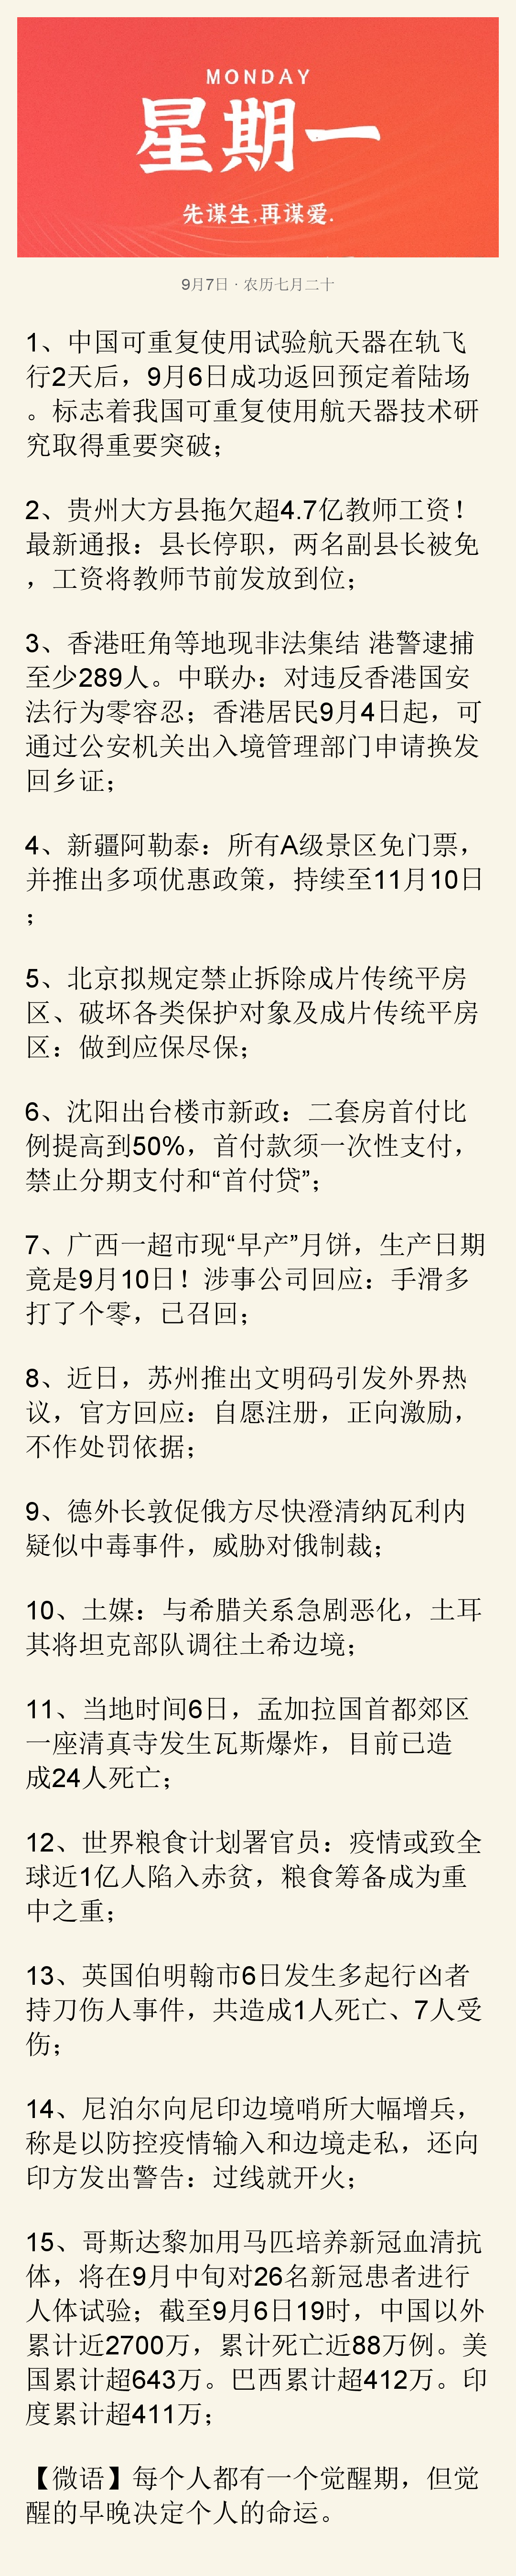 MONDAY
星期一
先谋生,再谋爱.
9月7日 · 农历七月二十
1、中国可重复使用试验航天器在轨飞
行2天后，9月6日成功返回预定着陆场
。标志着我国可重复使用航天器技术研
究取得重要突破；
2、贵州大方县拖欠超4.7亿教师工资！
最新通报：县长停职，两名副县长被免
，工资将教师节前发放到位；
3、香港旺角等地现非法集结 港警逮捕
至少289人。中联办：对违反香港国安
法行为零容忍；香港居民9月4日起，可
通过公安机关出入境管理部门申请换发
回乡证；
4、新疆阿勒泰：所有A级景区免门票，
并推出多项优惠政策，持续至11月10日
；
5、北京拟规定禁止拆除成片传统平房
区、破坏各类保护对象及成片传统平房
区：做到应保尽保；
6、沈阳出台楼市新政：二套房首付比
例提高到50%，首付款须一次性支付，
禁止分期支付和“首付贷”；
7、广西一超市现“早产”月饼，生产日期
竟是9月10日！涉事公司回应：手滑多
打了个零，已召回；
8、近日，苏州推出文明码引发外界热
议，官方回应：自愿注册，正向激励，
不作处罚依据；
9、德外长敦促俄方尽快澄清纳瓦利内
疑似中毒事件，威胁对俄制裁；
10、土媒：与希腊关系急剧恶化，土耳
其将坦克部队调往土希边境；
11、当地时间6日，孟加拉国首都郊区
一座清真寺发生瓦斯爆炸，目前已造
成24人死亡；
12、世界粮食计划署官员：疫情或致全
球近1亿人陷入赤贫，粮食筹备成为重
中之重；
13、英国伯明翰市6日发生多起行凶者
持刀伤人事件，共造成1人死亡、7人受
伤；
14、尼泊尔向尼印边境哨所大幅增兵，
称是以防控疫情输入和边境走私，还向
印方发出警告：过线就开火；
15、哥斯达黎加用马匹培养新冠血清抗
体，将在9月中旬对26名新冠患者进行
人体试验；截至9月6日19时，中国以外
累计近2700万，累计死亡近88万例。美
国累计超643万。巴西累计超412万。印
度累计超411万；
【微语】每个人都有一个觉醒期，但觉
醒的早晚决定个人的命运。